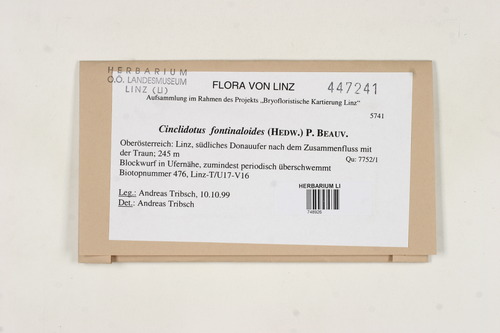 HERBARIUM
O.Ö. LANDESMUSEUM
LINZ (LI)
FLORA VON LINZ
447241
Aufsammlung im Rahmen des Projekts „Bryofloristische Kartierung Linz“
5741
Cinclidotus fontinaloides (HEDW.) P. BEAUV.
Oberösterreich: Linz, südliches Donauufer nach dem Zusammenfluss mit
der Traun; 245 m
Qu: 7752/1
Blockwurf in Ufernähe, zumindest periodisch überschwemmt
Biotopnummer 476, Linz-T/U17-V16
HERBARIUM LI
Leg.: Andreas Tribsch, 10.10.99
Det.: Andreas Tribsch